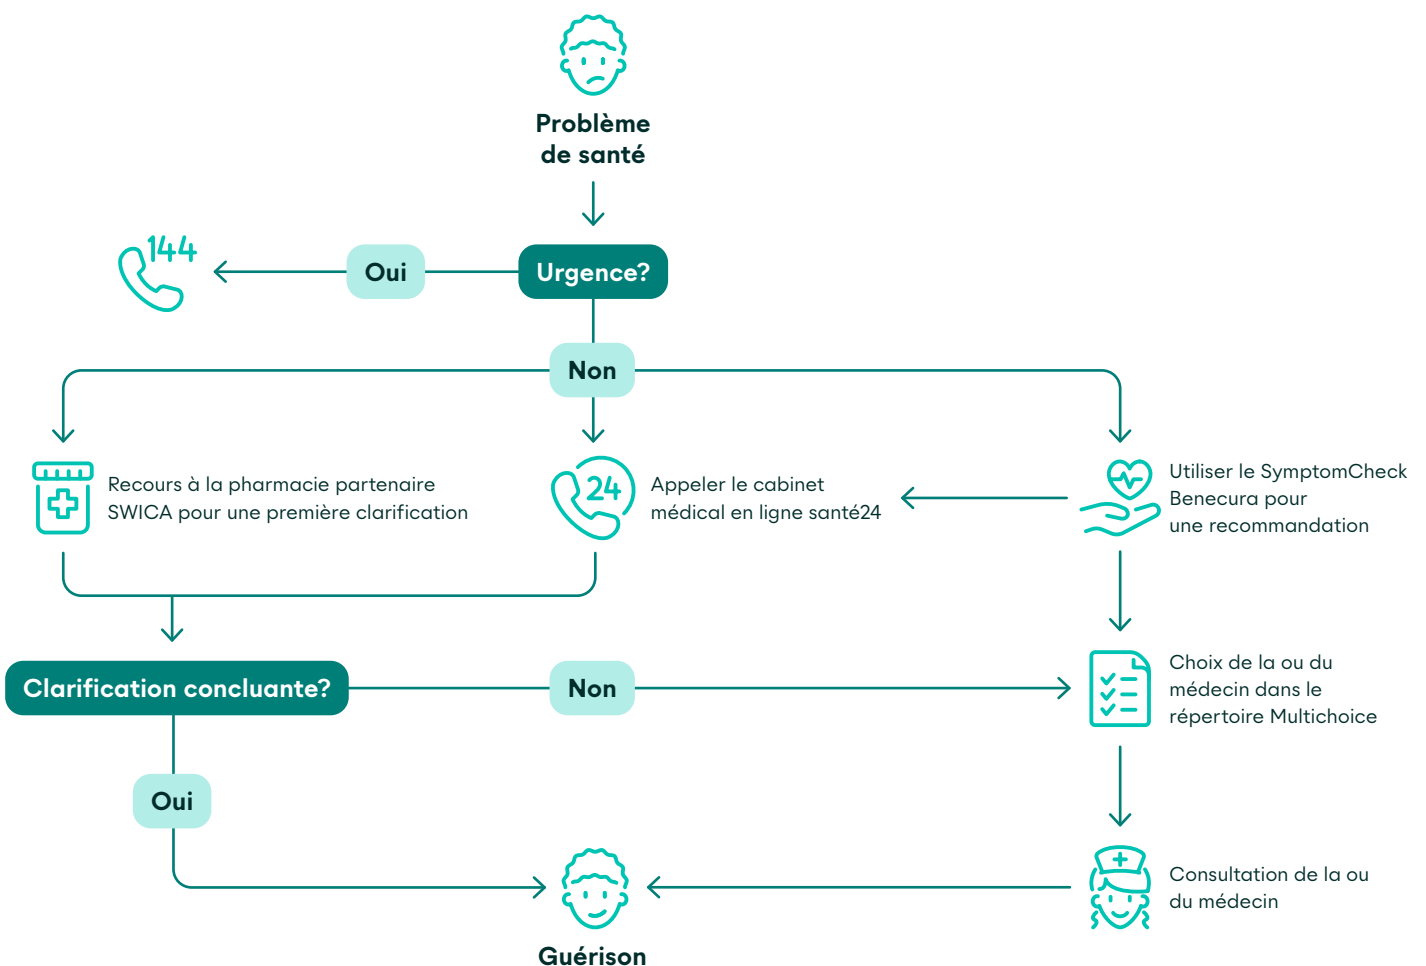 Problème
de santé
144
Oui
Urgence?
Non
Recours à la pharmacie partenaire
SWICA pour une première clarification
24
Appeler le cabinet
médical en ligne santé24
Utiliser le SymptomCheck
Benecura pour
une recommandation
Clarification concluante?
Non
Choix de la ou du
médecin dans le
répertoire Multichoice
Oui
Consultation de la ou
du médecin
Guérison